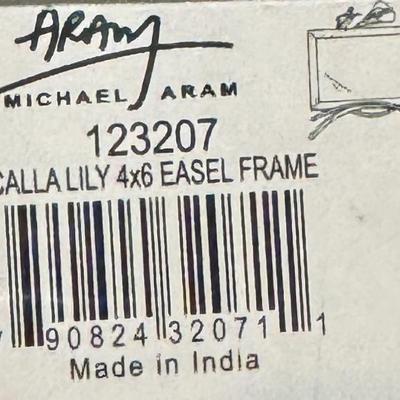 ARAM
MICHAEL ARAM
123207
CALLA LILY 4x6 EASEL FRAME
90824 32071 1
Made in India